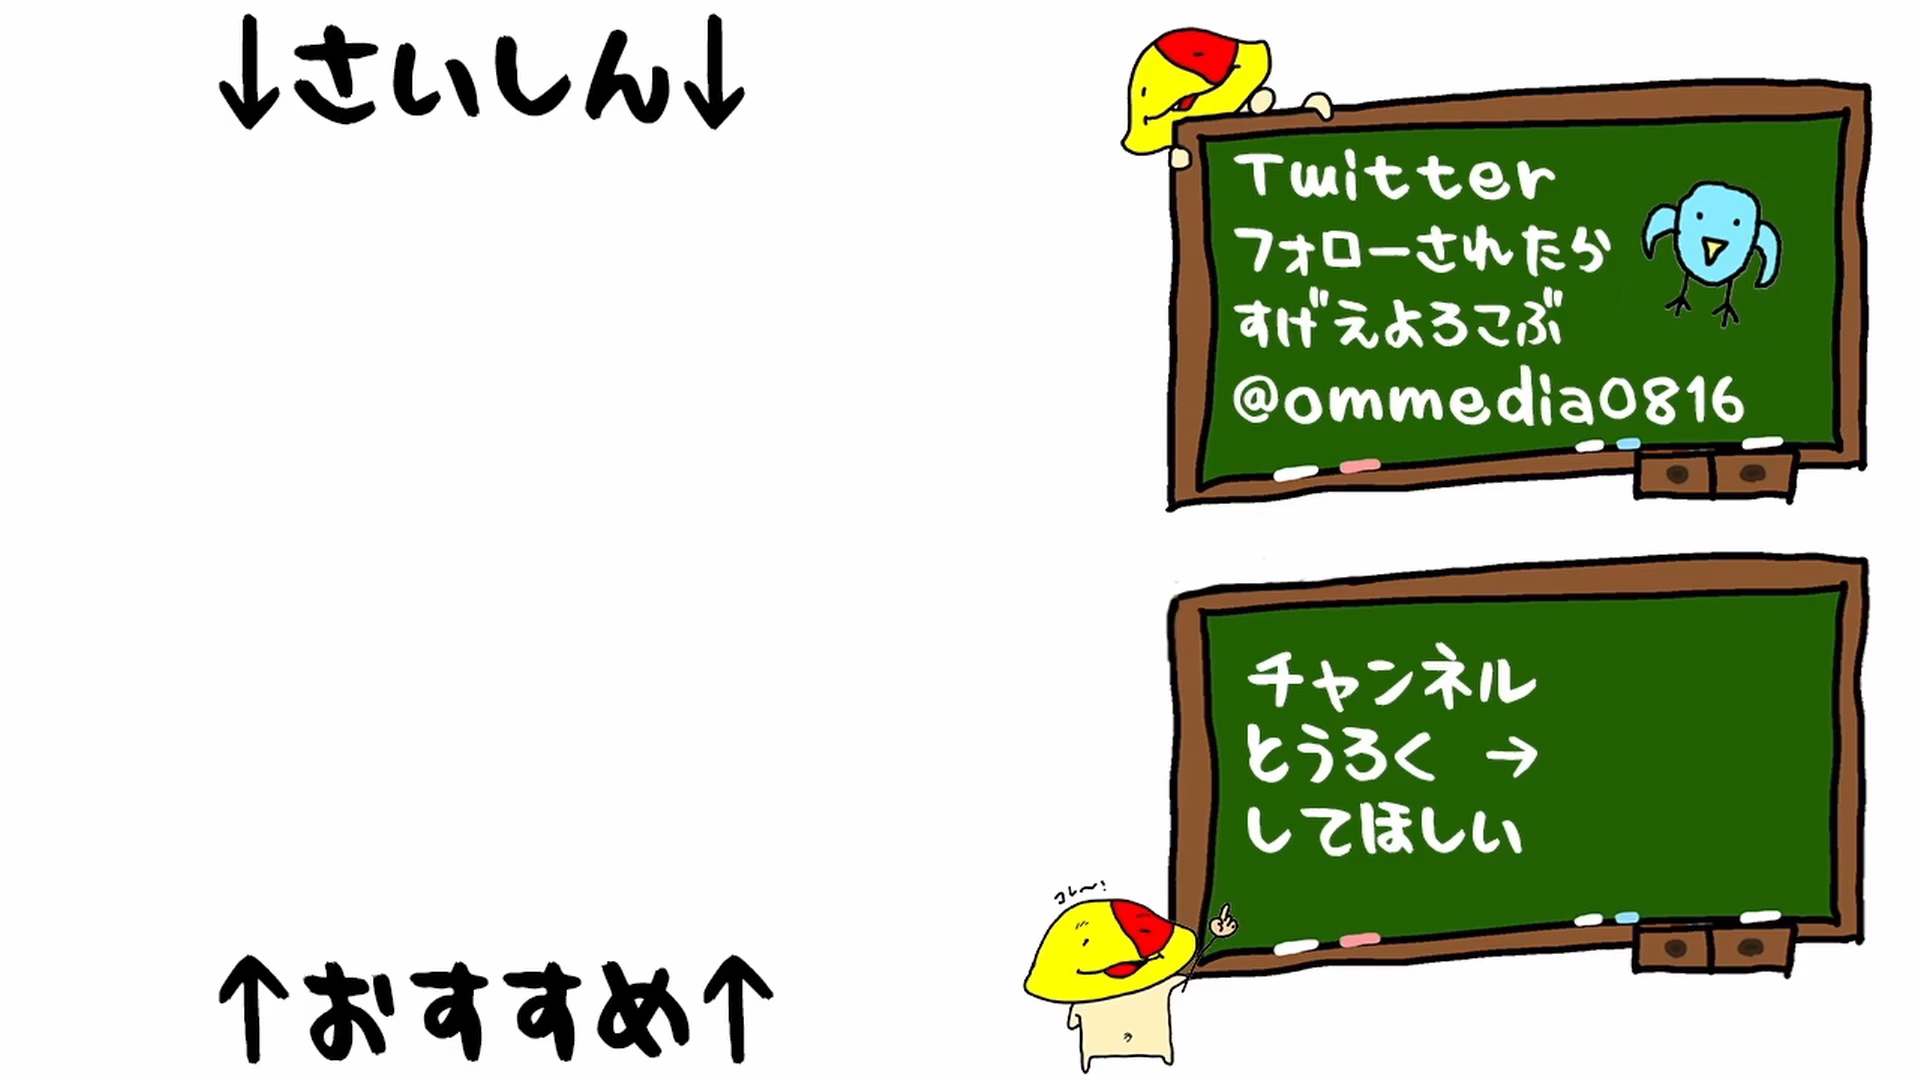 ↓さいしん↓
Twitter
フォローされたら
すげえよろこぶ
@ommedia0816
チャンネル
とうろく →
してほしい
コレ〜!
↑おすすめ↑